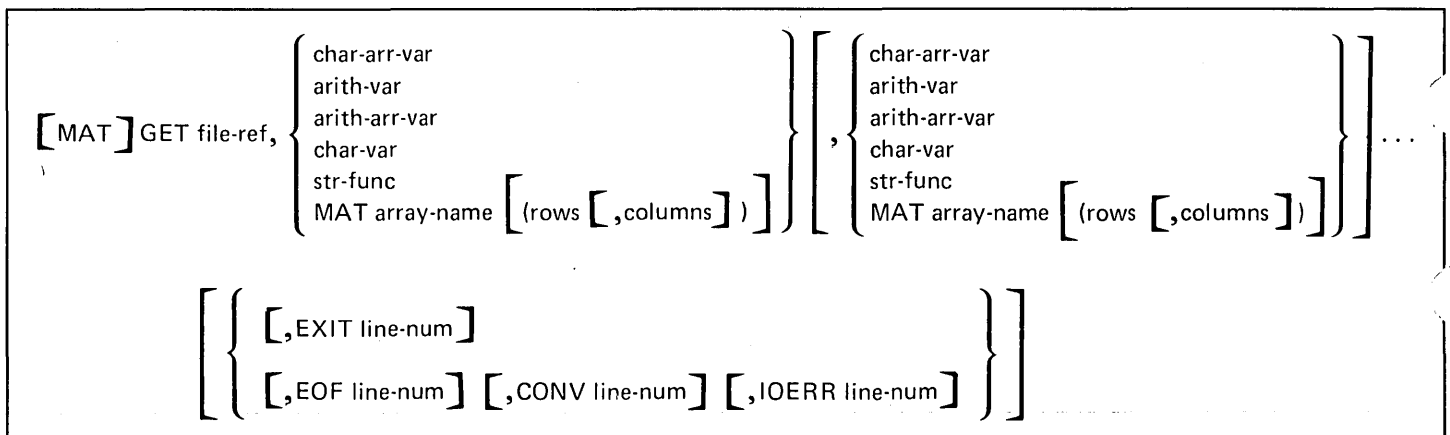 char-arr-var char-arr-var
arith-var arith-var
arith-arr-var arith-arr-var
[MAT] GET file-ref, { char-var } [ , { char-var } ] ...
str-func str-func
MAT array-name [(rows [,columns] )] MAT array-name [(rows [,columns ])]
[,EXIT line-num]
[,EOF line-num] [,CONV line-num] [,IOERR line-num]